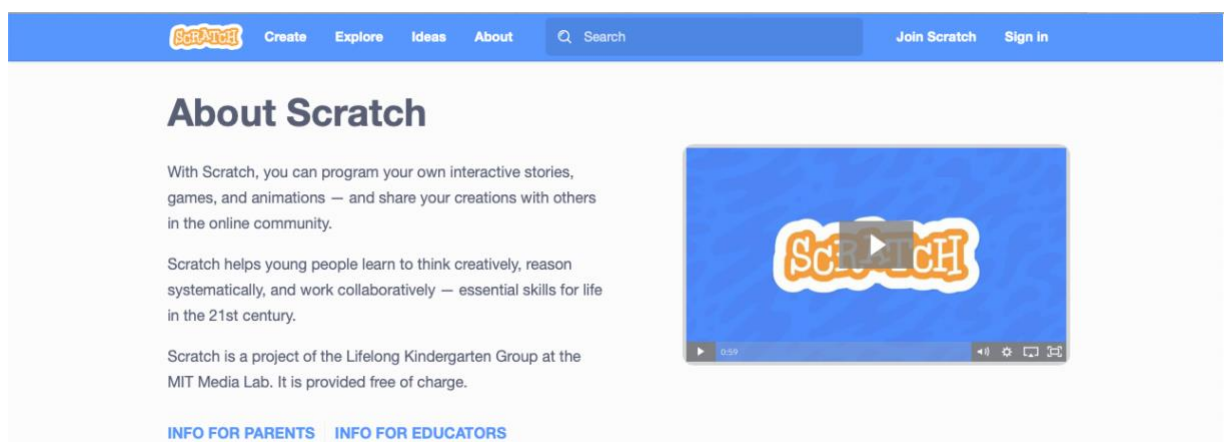 SCRATCH Create Explore Ideas About Search Join Scratch Sign in
About Scratch
With Scratch, you can program your own interactive stories,
games, and animations — and share your creations with others
in the online community.
Scratch helps young people learn to think creatively, reason
systematically, and work collaboratively — essential skills for life
in the 21st century.
Scratch is a project of the Lifelong Kindergarten Group at the
MIT Media Lab. It is provided free of charge.
INFO FOR PARENTS INFO FOR EDUCATORS
SCRATCH
0:59